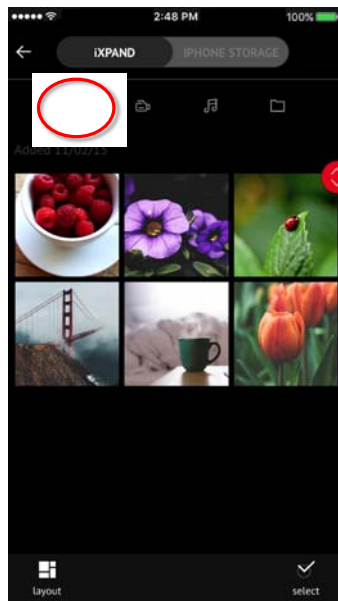 2:48 PM 100%
iXPAND IPHONE STORAGE
Added 11/02/15
layout select